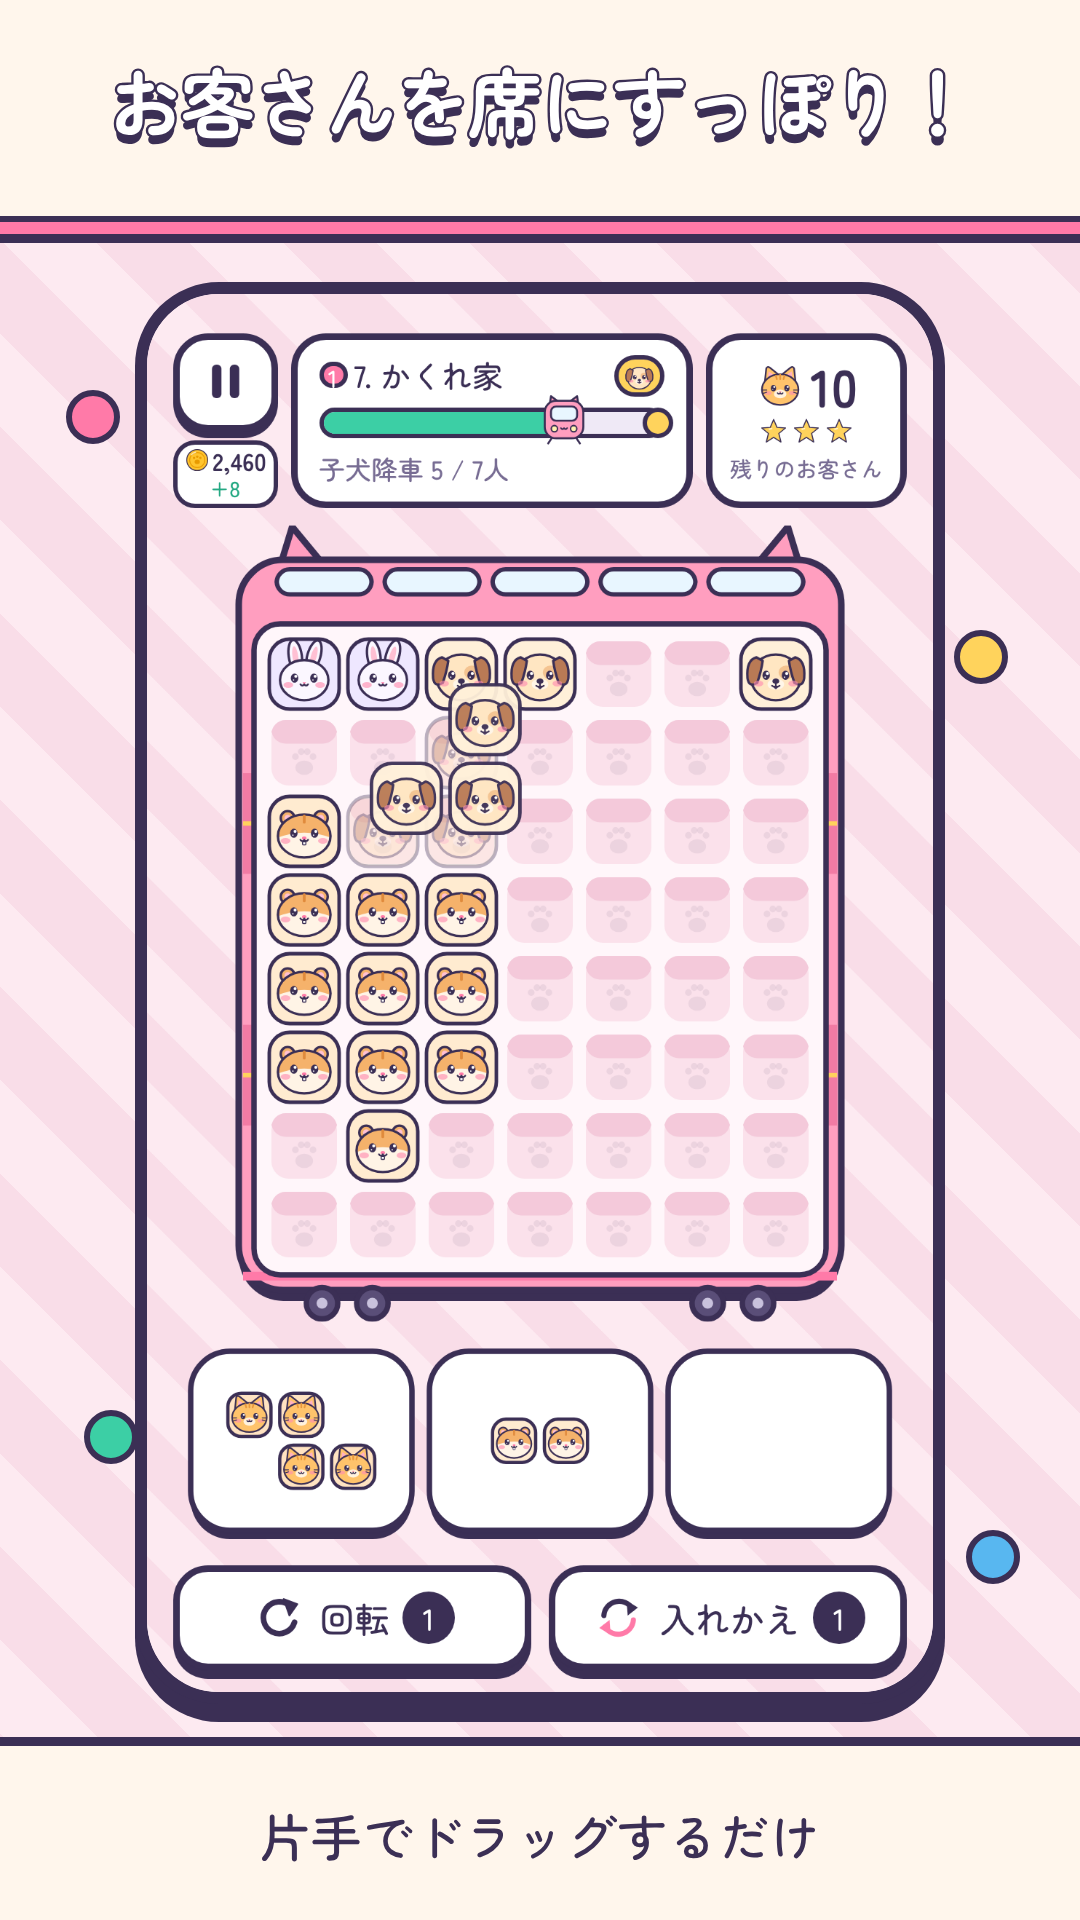 お客さんを席にすっぽり！
1 7. かくれ家
10
2,460
+8
子犬降車 5 / 7人
残りのお客さん
回転 1
入れかえ 1
片手でドラッグするだけ